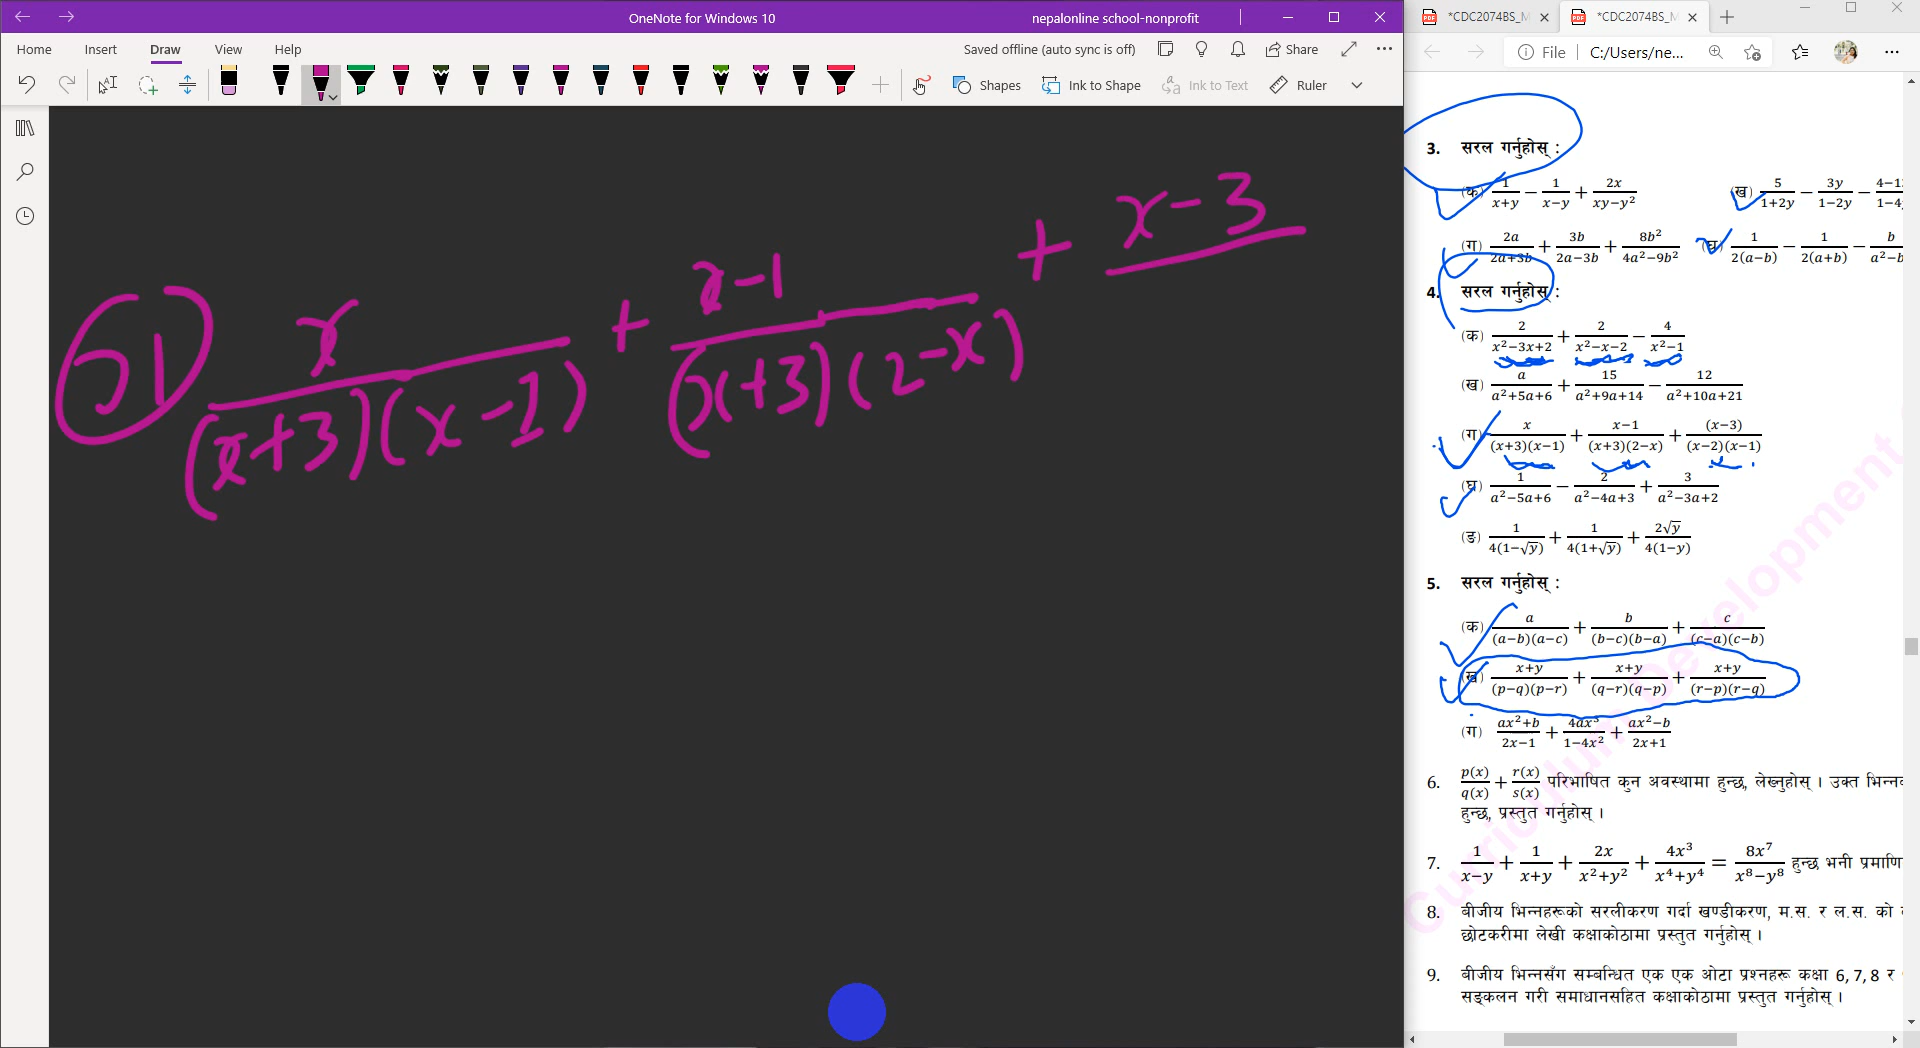 OneNote for Windows 10
nepalonline school-nonprofit
Home Insert Draw View Help
Saved offline (auto sync is off) Share
Shapes Ink to Shape Ink to Text Ruler
*CDC2074BS_M *CDC2074BS_M
File C:/Users/ne...
ग x/((x+3)(x-1)) + (x-1)/((x+3)(2-x)) + x-3
3. सरल गर्नुहोस् :
(क) 1/(x+y) − 1/(x−y) + 2x/(xy−y²) (ख) 5/(1+2y) − 3y/(1−2y) −
(ग) 2a/(2a+3b) + 3b/(2a−3b) + 8b²/(4a²−9b²) (घ) 1/(2(a−b)) − 1/(2(a+b)) −
4. सरल गर्नुहोस् :
(क) 2/(x²−3x+2) + 2/(x²−x−2) − 4/(x²−1)
(ख) a/(a²+5a+6) + 15/(a²+9a+14) − 12/(a²+10a+21)
(ग) x/((x+3)(x−1)) + (x−1)/((x+3)(2−x)) + (x−3)/((x−2)(x−1))
(घ) 1/(a²−5a+6) − 2/(a²−4a+3) + 3/(a²−3a+2)
(ङ) 1/(4(1−√y)) + 1/(4(1+√y)) + 2√y/(4(1−y))
5. सरल गर्नुहोस् :
(क) a/((a−b)(a−c)) + b/((b−c)(b−a)) + c/((c−a)(c−b))
(ख) (x+y)/((p−q)(p−r)) + (x+y)/((q−r)(q−p)) + (x+y)/((r−p)(r−q))
(ग) (ax²+b)/(2x−1) + 4ax³/(1−4x²) + (ax²−b)/(2x+1)
6. p(x)/q(x) + r(x)/s(x) परिभाषित कुन अवस्थामा हुन्छ, लेख्नुहोस् । उक्त
हुन्छ, प्रस्तुत गर्नुहोस् ।
7. 1/(x−y) + 1/(x+y) + 2x/(x²+y²) + 4x³/(x⁴+y⁴) = 8x⁷/(x⁸−y⁸) हुन्छ भनी
8. बीजीय भिन्नहरूको सरलीकरण गर्दा खण्डीकरण, म.स. र ल.स. को
छोटकरीमा लेखी कक्षाकोठामा प्रस्तुत गर्नुहोस् ।
9. बीजीय भिन्नसँग सम्बन्धित एक एक ओटा प्रश्नहरू कक्षा 6, 7, 8 र
सङ्कलन गरी समाधानसहित कक्षाकोठामा प्रस्तुत गर्नुहोस् ।
Curriculum Development